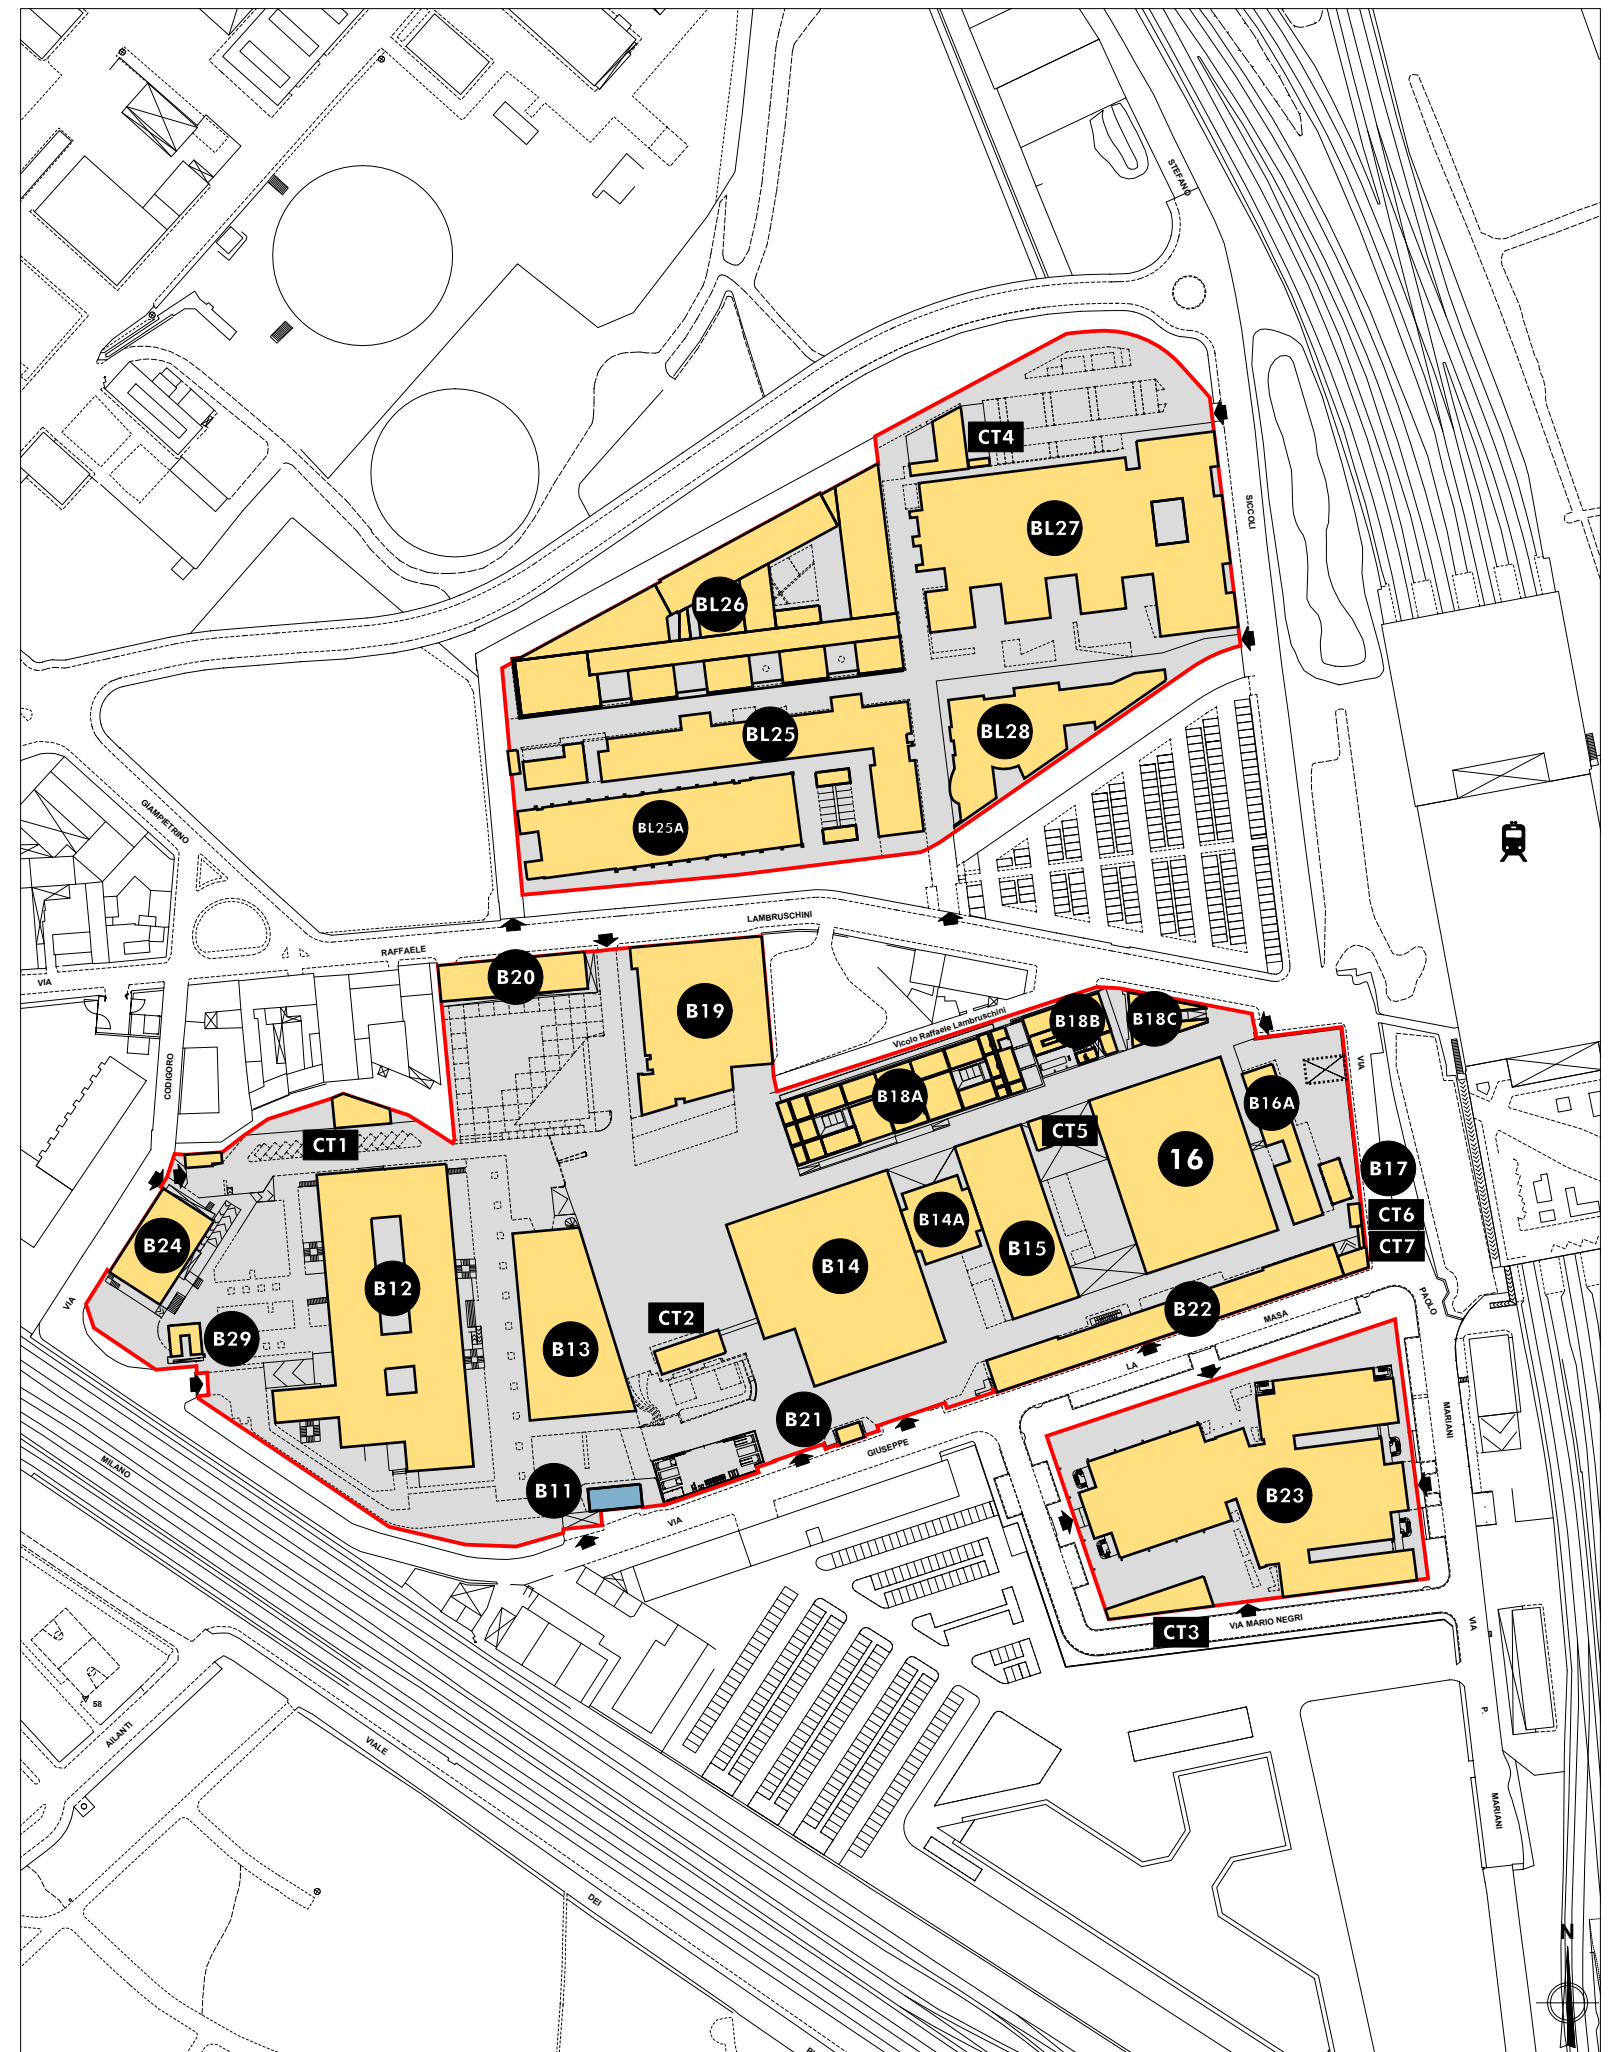 STEFANO
CT4
SICCOLI
BL27
BL26
BL28
BL25
BL25A
GIAMPIETRINO
LAMBRUSCHINI
RAFFAELE
VIA
B20
B19
Vicolo Raffaele Lambruschini
B18B
B18C
B18A
B16A
VIA
CODIGORO
CT1
CT5
16
B17
CT6
CT7
B24
B14A
B15
B14
B12
B13
B29
VIA
CT2
B22
MASA
LA
PAOLO
B21
GIUSEPPE
MARIANI
MILANO
B11
VIA
B23
CT3
VIA MARIO NEGRI
VIA
58
AILANTI
VIALE
P.
MARIANI
DEI
N